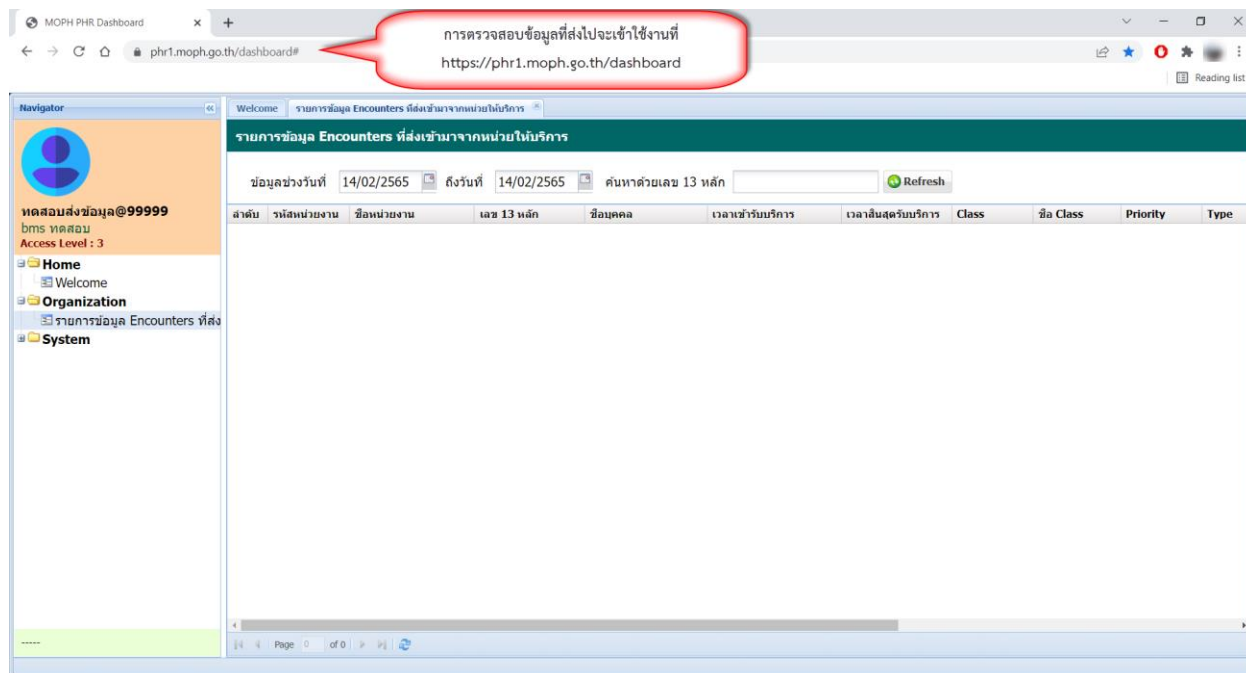 MOPH PHR Dashboard
phr1.moph.go.th/dashboard#
การตรวจสอบข้อมูลที่ส่งไปจะเข้าใช้งานที่
https://phr1.moph.go.th/dashboard
Reading list
Navigator
Welcome
รายการข้อมูล Encounters ที่ส่งเข้ามาจากหน่วยให้บริการ
รายการข้อมูล Encounters ที่ส่งเข้ามาจากหน่วยให้บริการ
ข้อมูลช่วงวันที่ 14/02/2565 ถึงวันที่ 14/02/2565 ค้นหาด้วยเลข 13 หลัก Refresh
ลำดับ รหัสหน่วยงาน ชื่อหน่วยงาน เลข 13 หลัก ชื่อบุคคล เวลาเข้ารับบริการ เวลาสิ้นสุดรับบริการ Class ชื่อ Class Priority Type
ทดสอบส่งข้อมูล@99999
bms ทดสอบ
Access Level : 3
Home
Welcome
Organization
รายการข้อมูล Encounters ที่ส่ง
System
-----
Page 0 of 0